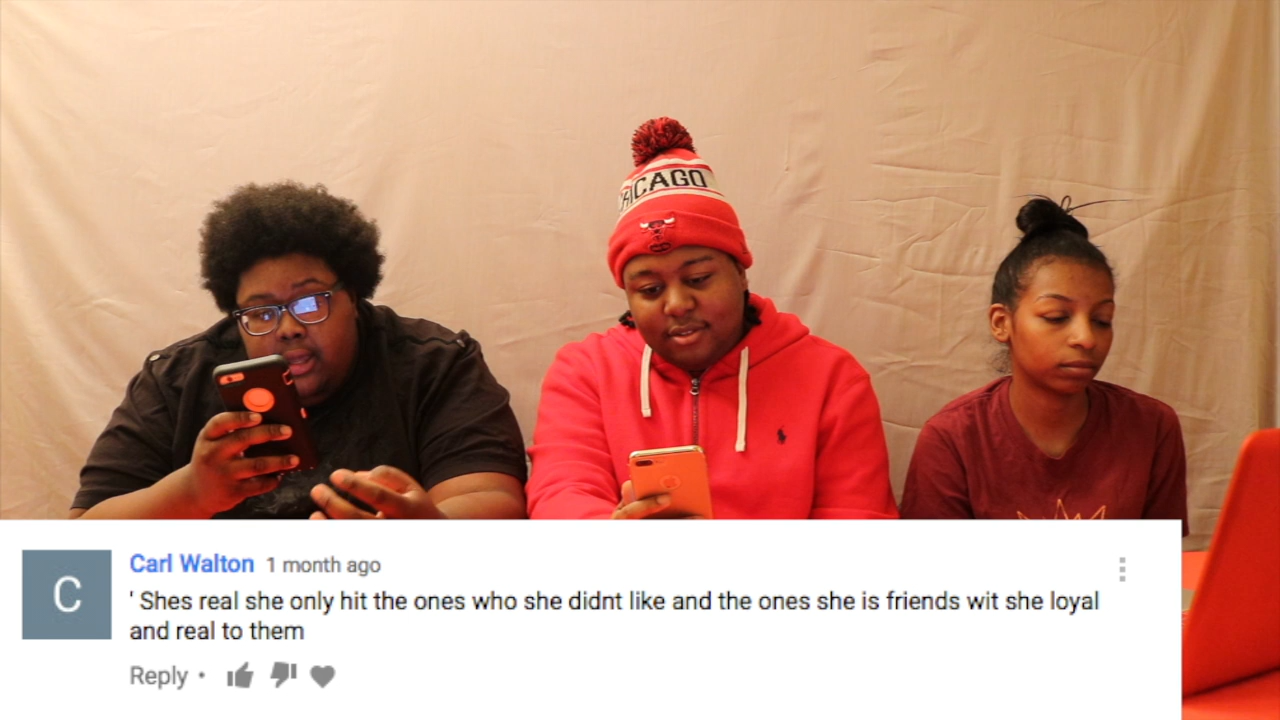 CHICAGO
C
Carl Walton 1 month ago
' Shes real she only hit the ones who she didnt like and the ones she is friends wit she loyal
and real to them
Reply •